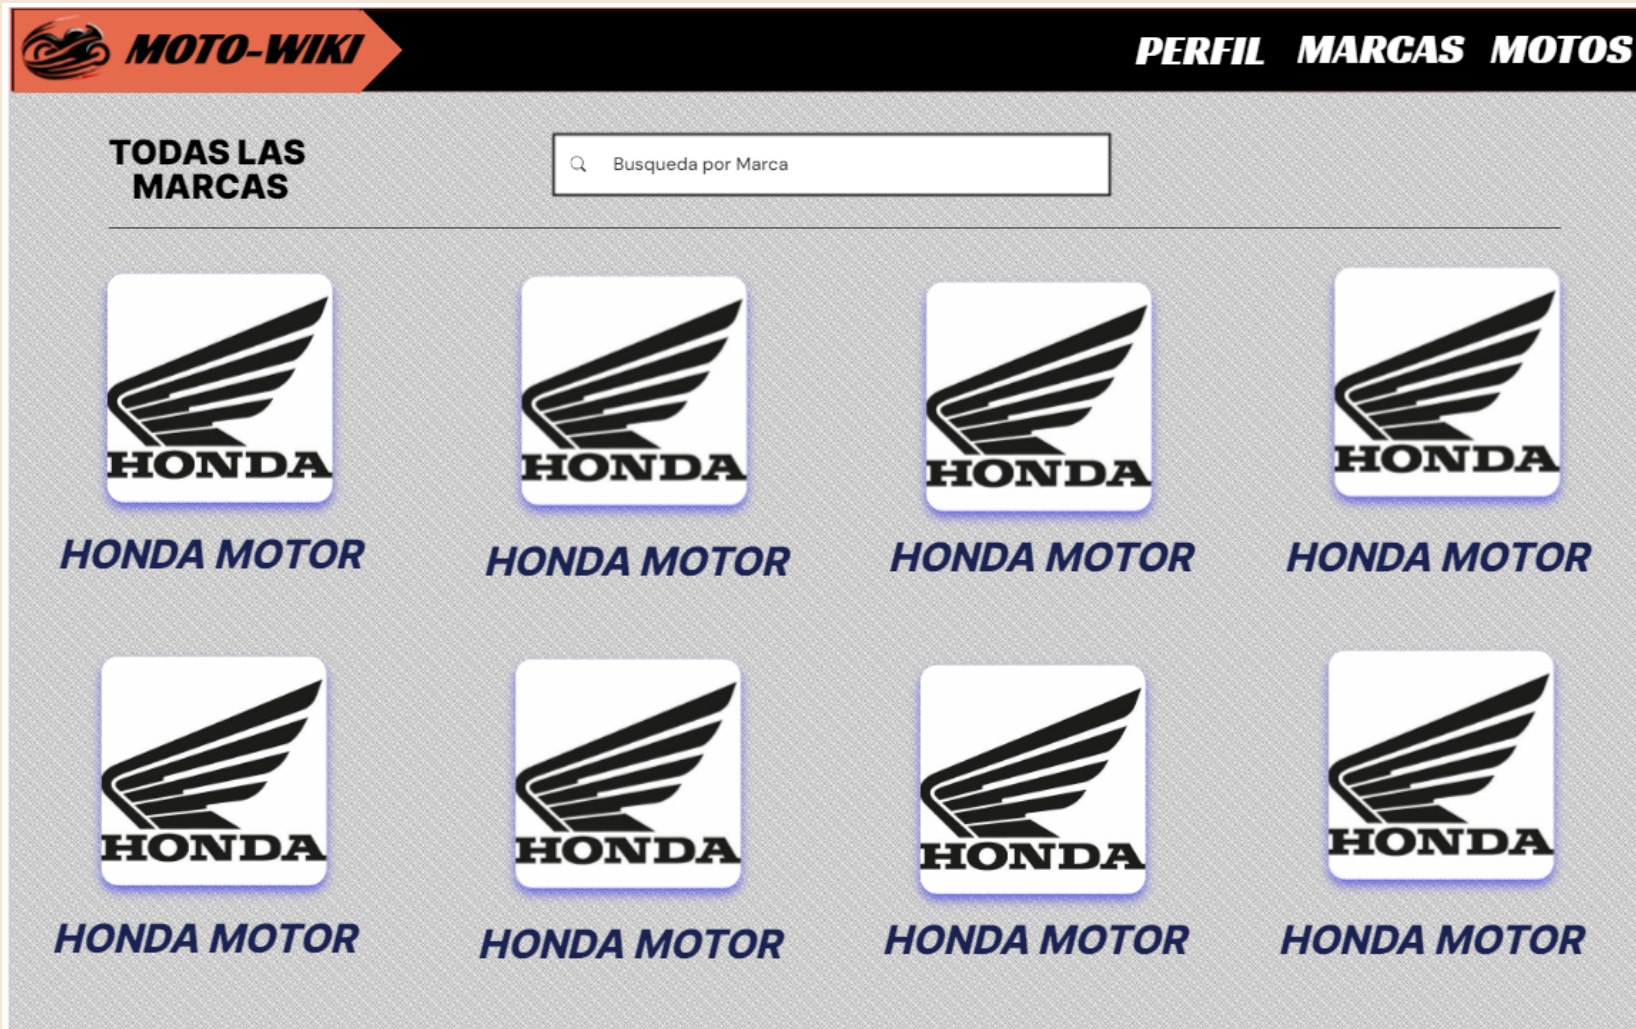 MOTO-WIKI
PERFIL MARCAS MOTOS
TODAS LAS
MARCAS
Busqueda por Marca
HONDA HONDA HONDA HONDA
HONDA MOTOR HONDA MOTOR HONDA MOTOR HONDA MOTOR
HONDA HONDA HONDA HONDA
HONDA MOTOR HONDA MOTOR HONDA MOTOR HONDA MOTOR